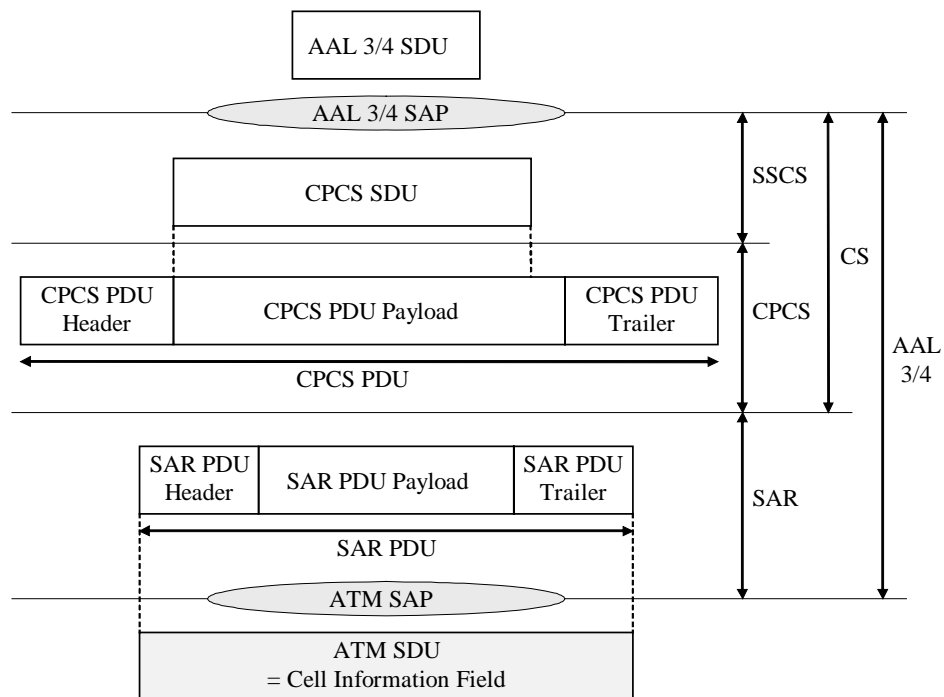 AAL 3/4 SDU
AAL 3/4 SAP
SSCS
CPCS SDU
CS
CPCS PDU
Header
CPCS PDU Payload
CPCS PDU
Trailer
CPCS
CPCS PDU
AAL
3/4
SAR PDU
Header
SAR PDU Payload
SAR PDU
Trailer
SAR
SAR PDU
ATM SAP
ATM SDU
= Cell Information Field